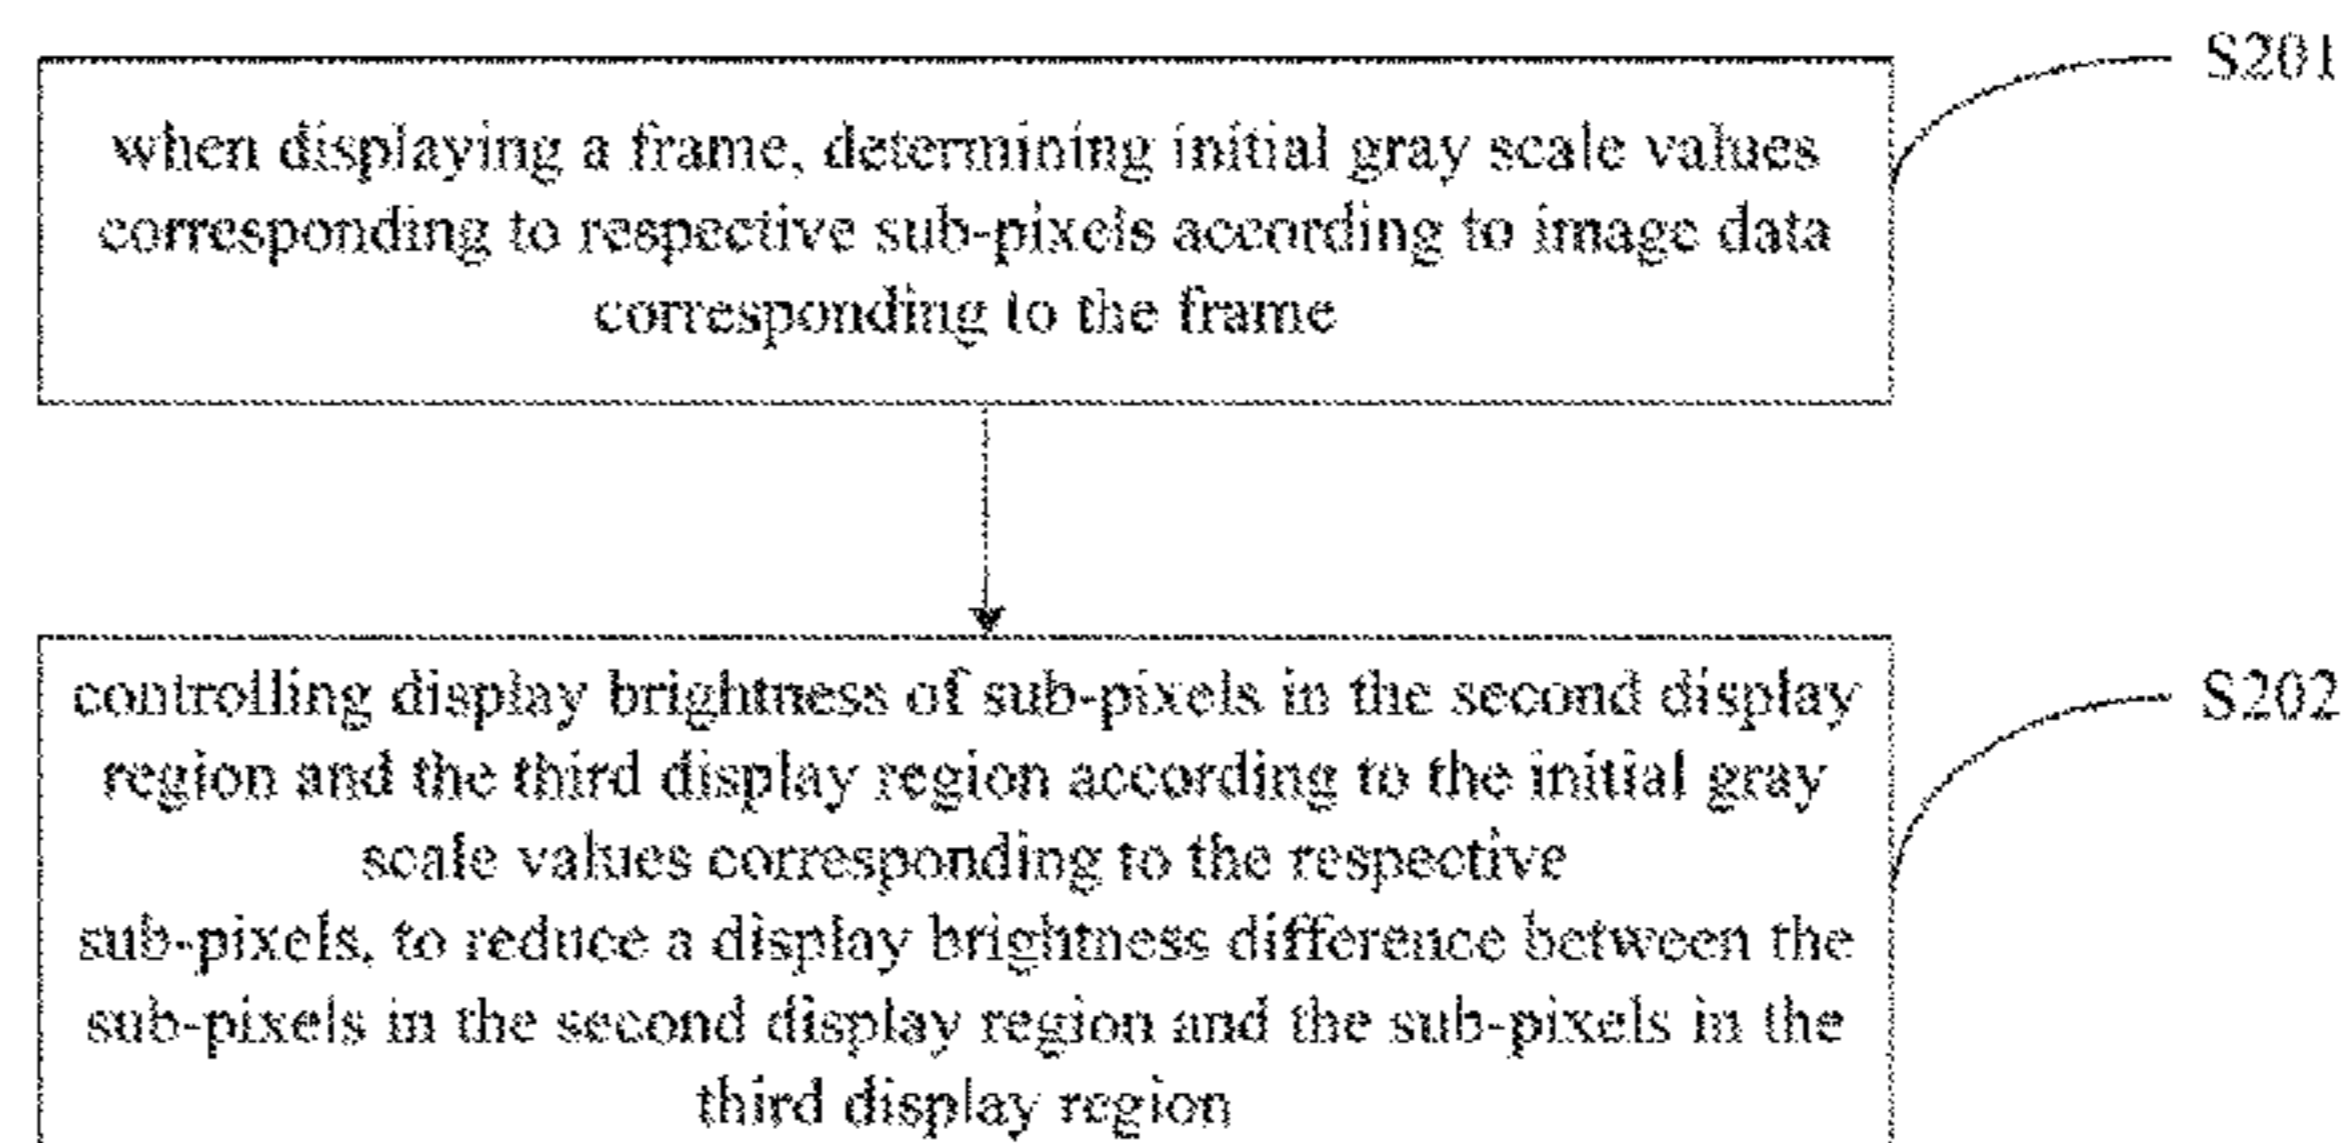 S201
when displaying a frame, determining initial gray scale values
corresponding to respective sub-pixels according to image data
corresponding to the frame
controlling display brightness of sub-pixels in the second display
S202
region and the third display region according to the initial gray
scale values corresponding to the respective
sub-pixels, to reduce a display brightness difference between the
sub-pixels in the second display region and the sub-pixels in the
third display region